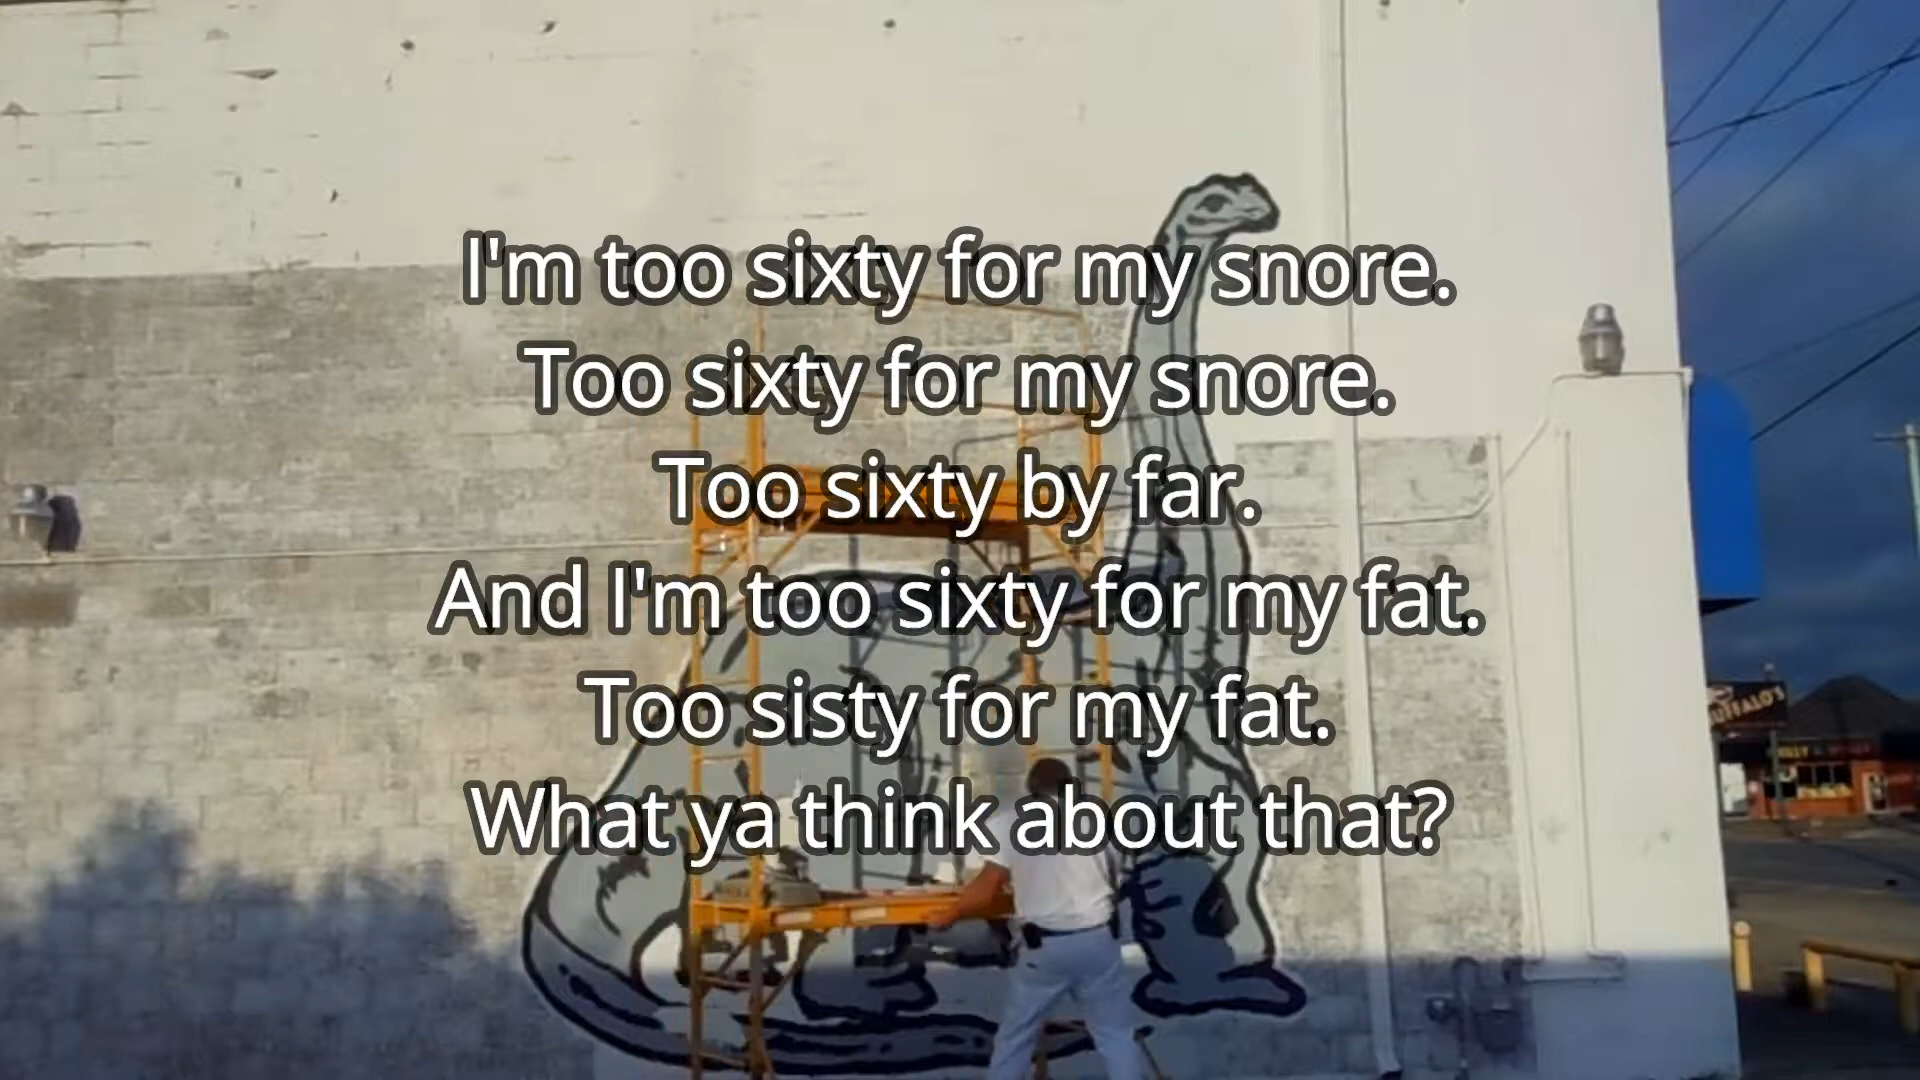 I'm too sixty for my snore.
Too sixty for my snore.
Too sixty by far.
And I'm too sixty for my fat.
Too sisty for my fat.
What ya think about that?
UFFALO'S